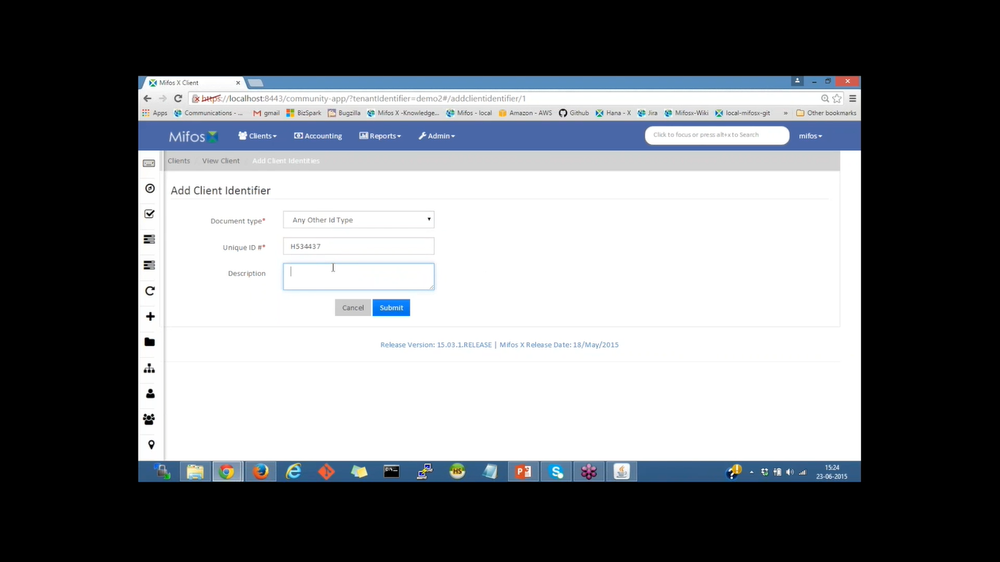 Mifos X Client
https://localhost:8443/community-app/?tenantIdentifier=demo2#/addclientidentifier/1
Apps Communications - ... gmail BizSpark Bugzilla Mifos X -Knowledge... Mifos - local Amazon - AWS Github Hana - X Jira Mifosx-Wiki local-mifosx-git » Other bookmarks
Mifos Clients Accounting Reports Admin Click to focus or press alt+x to Search mifos
Clients / View Client / Add Client Identities
Add Client Identifier
Document type* Any Other Id Type
Unique ID #* H534437
Description
Cancel Submit
Release Version: 15.03.1.RELEASE | Mifos X Release Date: 18/May/2015
HS
15:24
23-06-2015